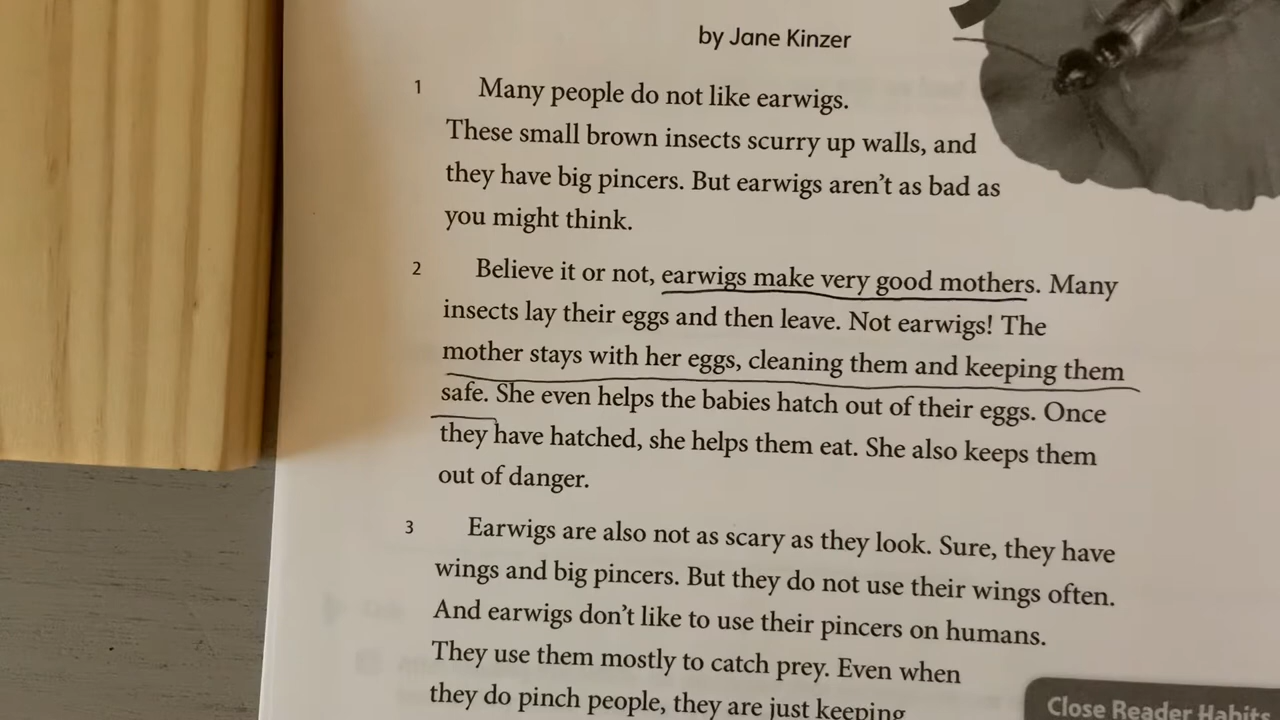 by Jane Kinzer
1 Many people do not like earwigs.
These small brown insects scurry up walls, and
they have big pincers. But earwigs aren't as bad as
you might think.
2 Believe it or not, earwigs make very good mothers. Many
insects lay their eggs and then leave. Not earwigs! The
mother stays with her eggs, cleaning them and keeping them
safe. She even helps the babies hatch out of their eggs. Once
they have hatched, she helps them eat. She also keeps them
out of danger.
3 Earwigs are also not as scary as they look. Sure, they have
wings and big pincers. But they do not use their wings often.
And earwigs don't like to use their pincers on humans.
They use them mostly to catch prey. Even when
they do pinch people, they are just keeping
Close Reader Habits